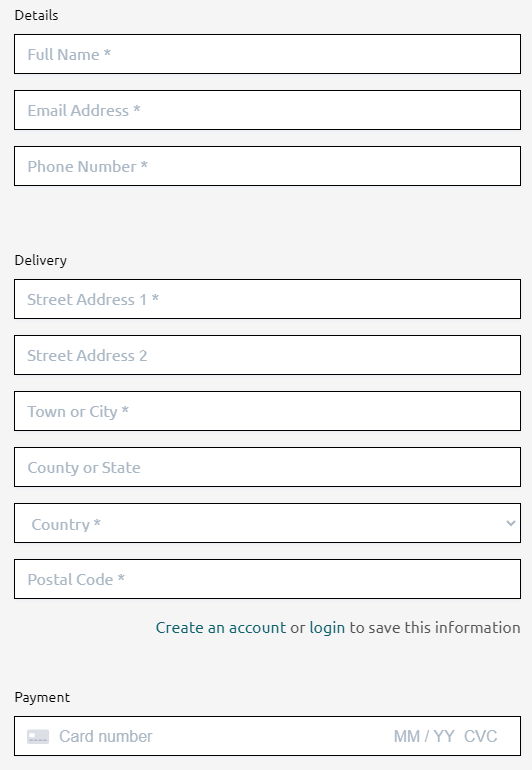 Details
Full Name *
Email Address *
Phone Number *
Delivery
Street Address 1 *
Street Address 2
Town or City *
County or State
Country *
Postal Code *
Create an account or login to save this information
Payment
Card number MM / YY CVC